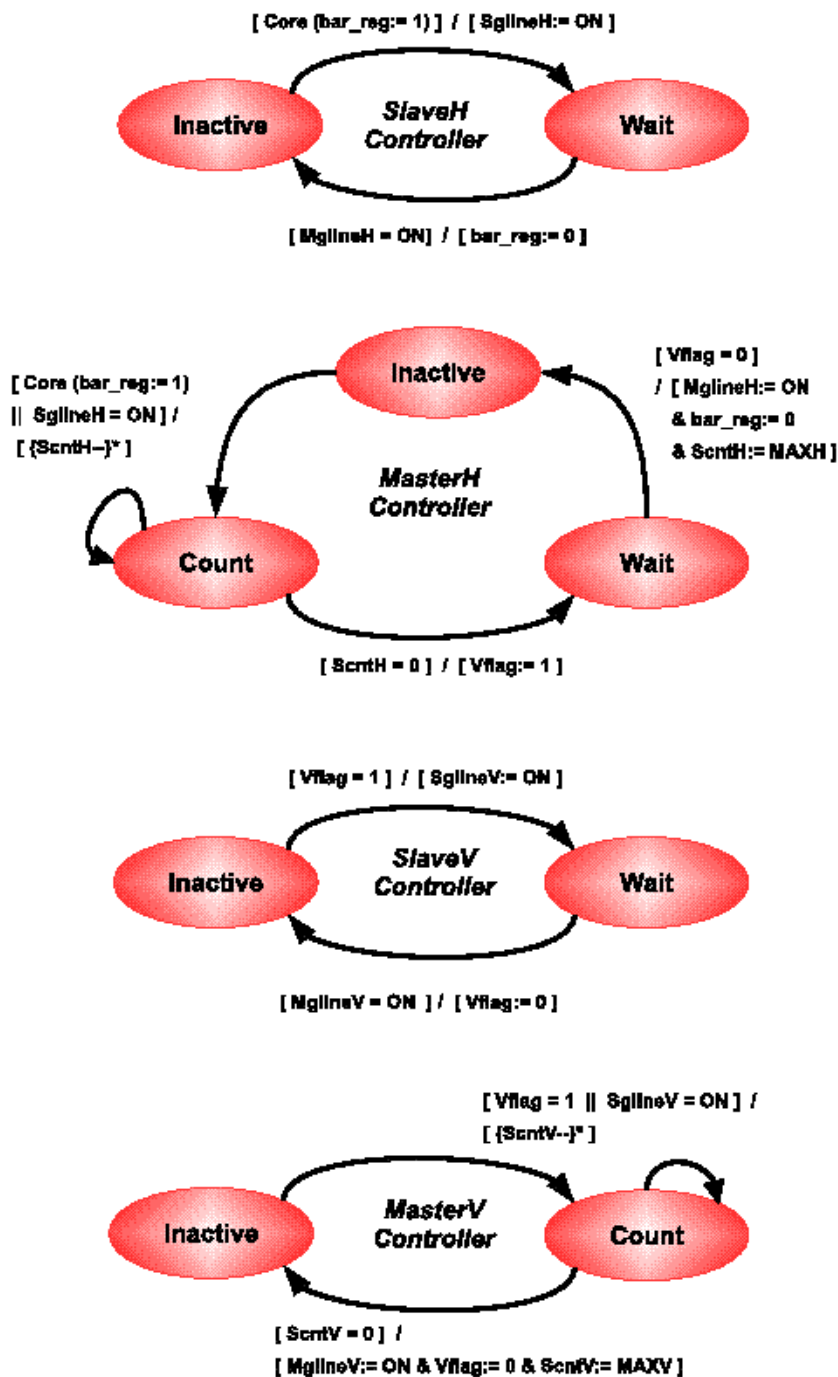 [ Core (bar_reg:= 1) ] / [ SglineH:= ON ]
Inactive
SlaveH
Controller
Wait
[ MglineH = ON] / [ bar_reg:= 0 ]
Inactive
[ Vflag = 0 ]
/ [ MglineH:= ON
& bar_reg:= 0
& ScntH:= MAXH ]
[ Core (bar_reg:= 1)
|| SglineH = ON ] /
[ {ScntH--}* ]
MasterH
Controller
Count
Wait
[ ScntH = 0 ] / [ Vflag:= 1 ]
[ Vflag = 1 ] / [ SglineV:= ON ]
Inactive
SlaveV
Controller
Wait
[ MglineV = ON ] / [ Vflag:= 0 ]
[ Vflag = 1 || SglineV = ON ] /
[ {ScntV--}* ]
Inactive
MasterV
Controller
Count
[ ScntV = 0 ] /
[ MglineV:= ON & Vflag:= 0 & ScntV:= MAXV ]